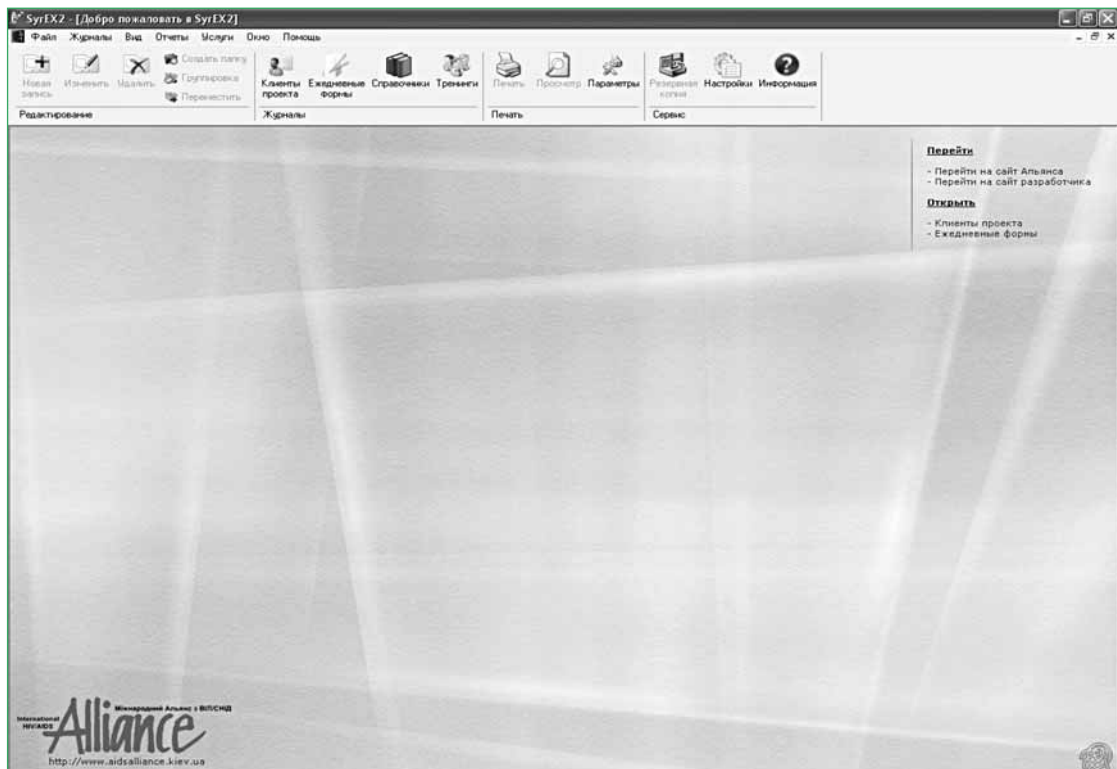 SyrEX2 - [Добро пожаловать в SyrEX2]
Файл Журналы Вид Отчеты Услуги Окно Помощь
Новая запись
Изменить
Удалить
Создать папку
Группировка
Переместить
Редактирование
Клиенты проекта
Ежедневные формы
Справочники
Тренинги
Журналы
Печать
Просмотр
Параметры
Печать
Резервная копия
Настройки
Информация
Сервис
Перейти
- Перейти на сайт Альянса
- Перейти на сайт разработчика
Открыть
- Клиенты проекта
- Ежедневные формы
International HIV/AIDS
Alliance
Міжнародний Альянс з ВІЛ/СНІД
http://www.aidsalliance.kiev.ua